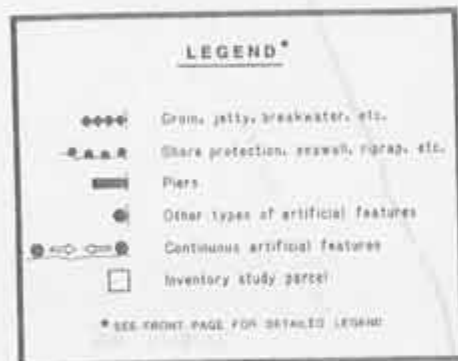 LEGEND*
Groin, jetty, breakwater, etc.
Shore protection, seawall, riprap, etc.
Piers
Other types of artificial features
Continuous artificial features
Inventory study parcel
* SEE FRONT PAGE FOR DETAILED LEGEND